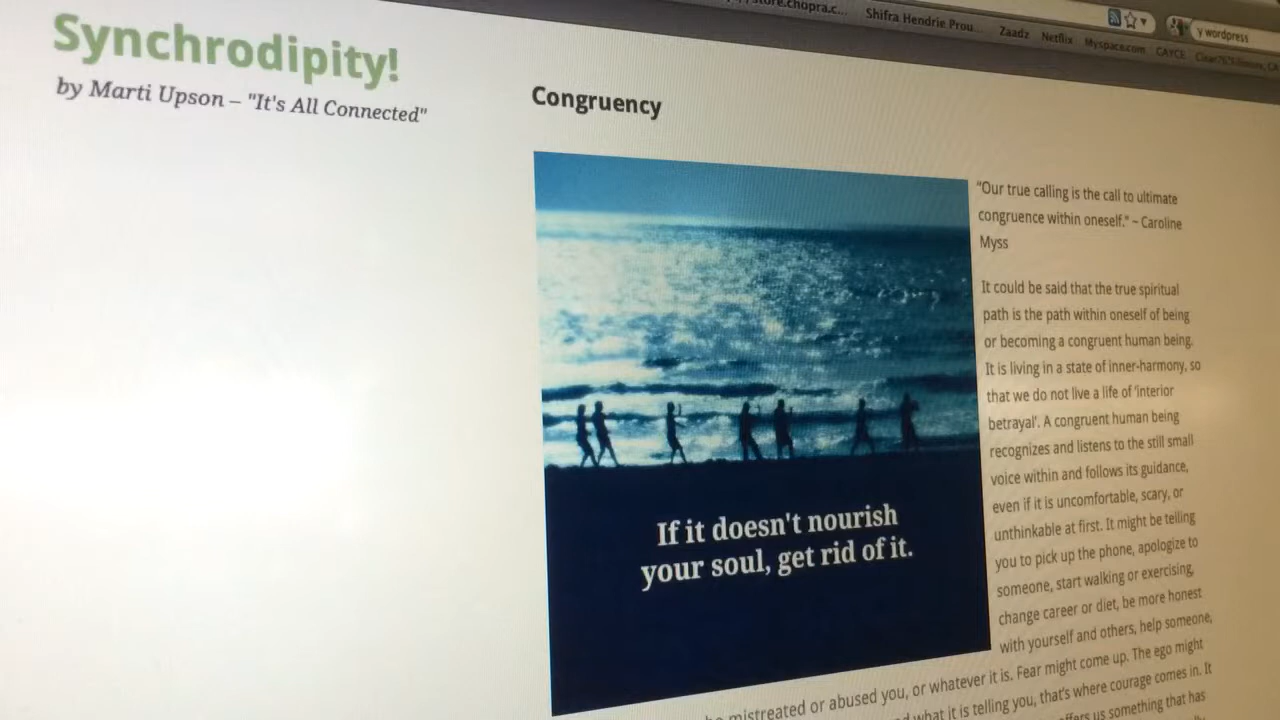 store.chopra.c...
Shifra Hendrie Prou...
Zaadz
Netflix
Myspace.com
CAYCE
y wordpress
Synchrodipity!
by Marti Upson – "It's All Connected"
Congruency
"Our true calling is the call to ultimate
congruence within oneself." ~ Caroline
Myss
It could be said that the true spiritual
path is the path within oneself of being
or becoming a congruent human being.
It is living in a state of inner-harmony, so
that we do not live a life of 'interior
betrayal'. A congruent human being
recognizes and listens to the still small
voice within and follows its guidance,
even if it is uncomfortable, scary, or
unthinkable at first. It might be telling
you to pick up the phone, apologize to
someone, start walking or exercising,
change career or diet, be more honest
with yourself and others, help someone,
mistreated or abused you, or whatever it is. Fear might come up. The ego might
what it is telling you, that's where courage comes in. It
us something that has
If it doesn't nourish
your soul, get rid of it.